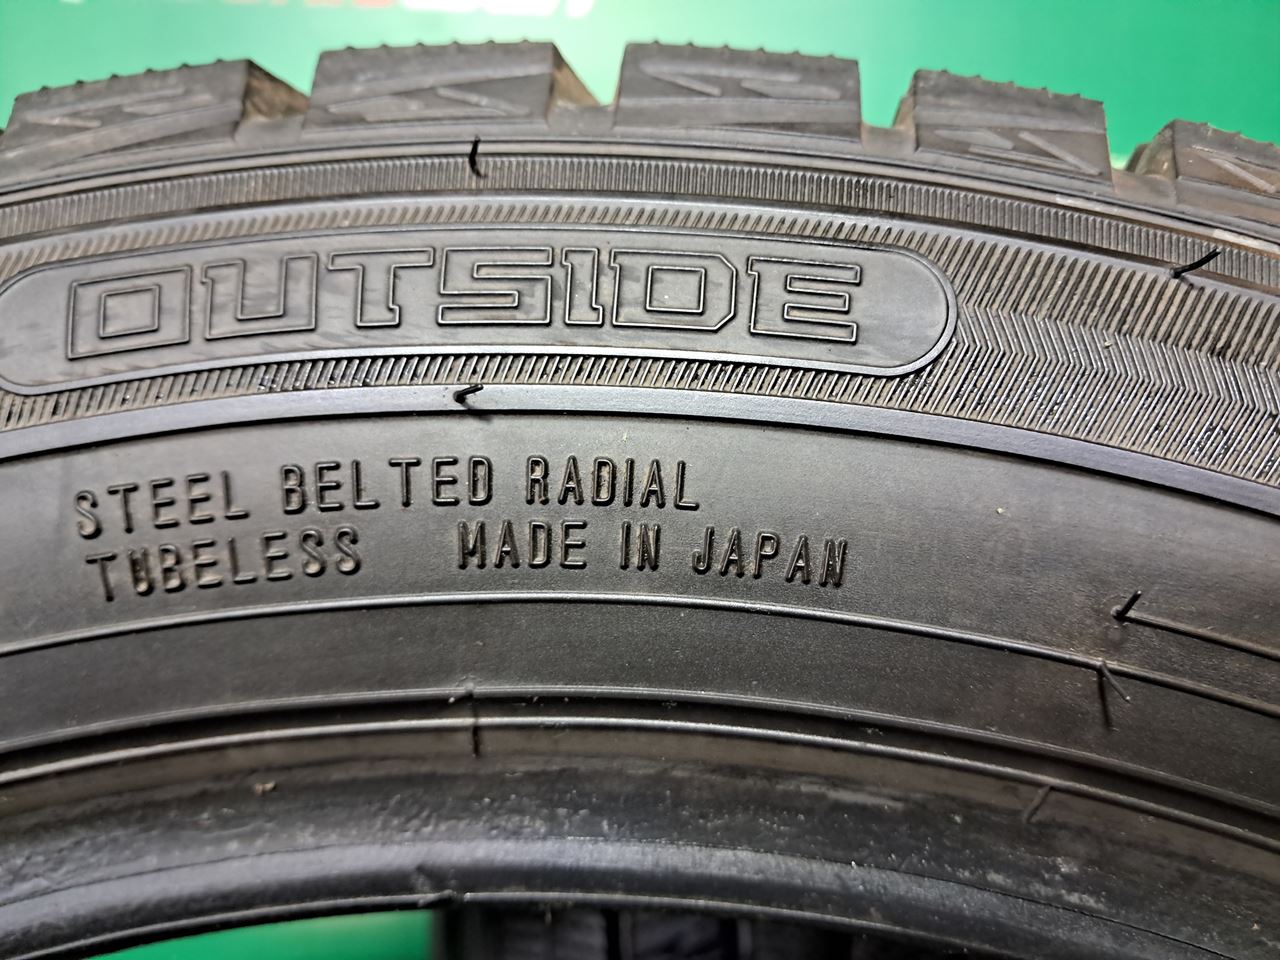 OUTSIDE
STEEL BELTED RADIAL
TUBELESS MADE IN JAPAN